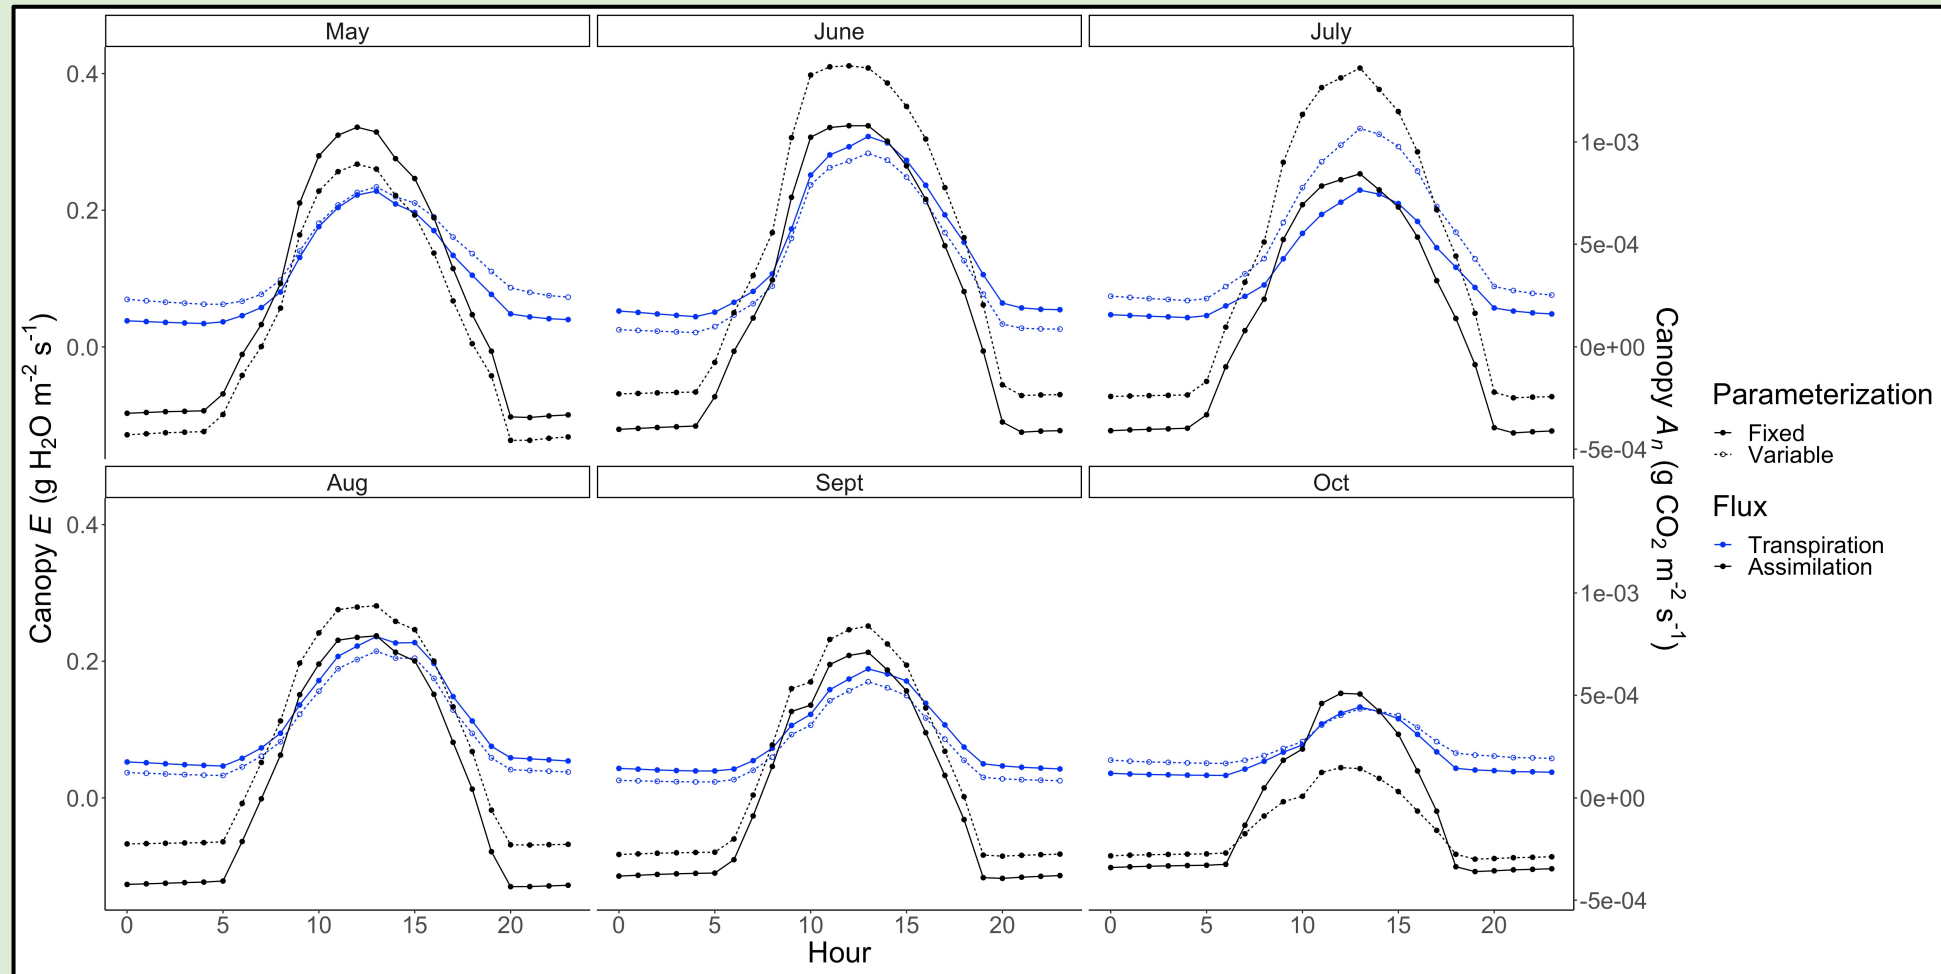 May
June
July
0.4
0.2
0.0
1e-03
5e-04
0e+00
-5e-04
Aug
Sept
Oct
0.4
0.2
0.0
1e-03
5e-04
0e+00
-5e-04
0 5 10 15 20
0 5 10 15 20
0 5 10 15 20
Hour
Canopy E (g H2O m-2 s-1)
Canopy An (g CO2 m-2 s-1)
Parameterization
Fixed
Variable
Flux
Transpiration
Assimilation